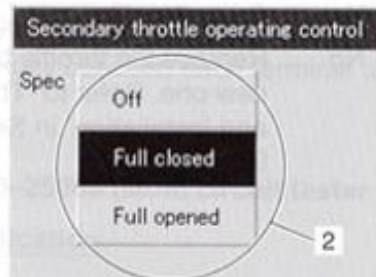 Secondary throttle operating control
Spec
Off
Full closed
Full opened
2